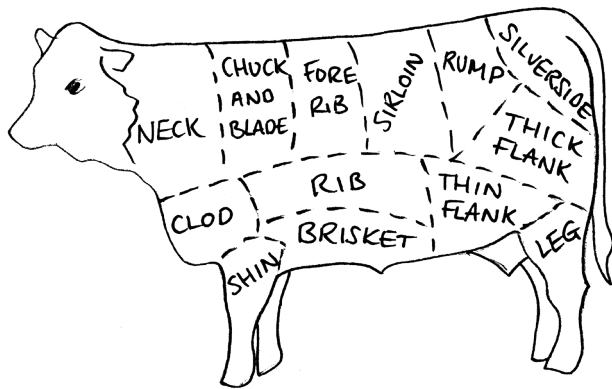 NECK
CHUCK
AND
BLADE
FORE
RIB
SIRLOIN
RUMP
SILVERSIDE
THICK
FLANK
CLOD
RIB
THIN
FLANK
BRISKET
SHIN
LEG